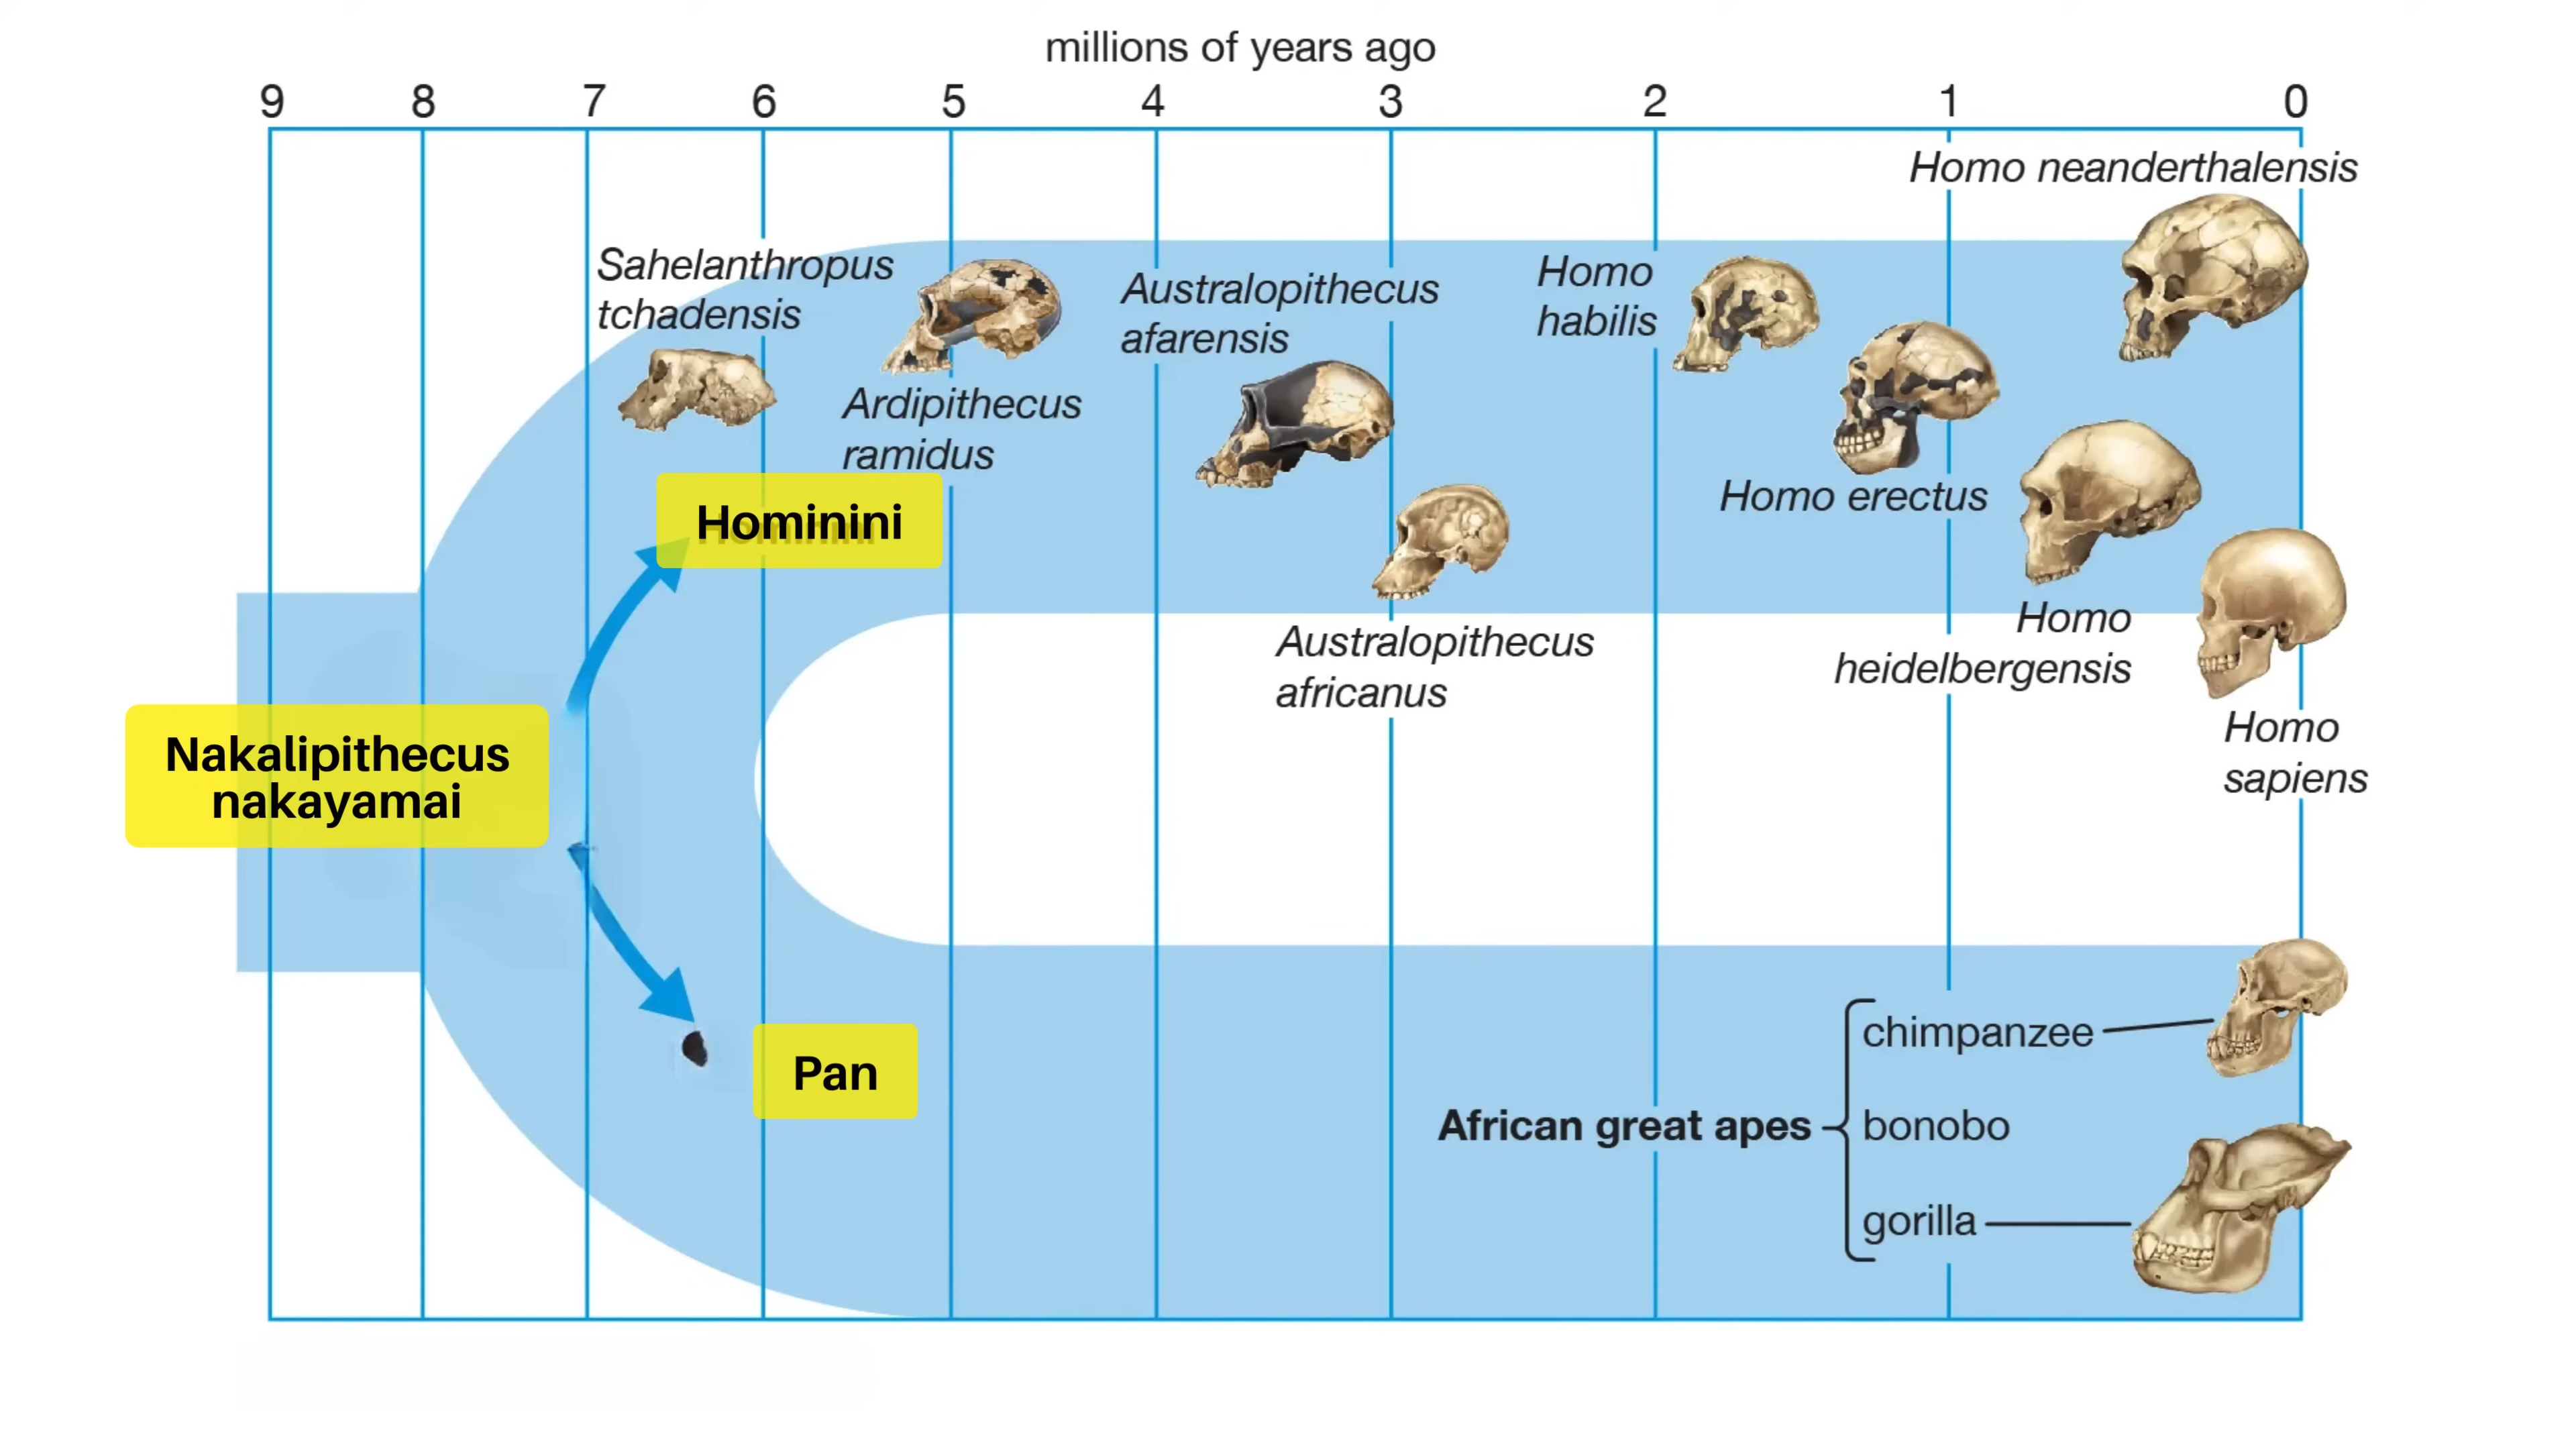 millions of years ago
9 8 7 6 5 4 3 2 1 0
Homo neanderthalensis
Sahelanthropus
tchadensis
Ardipithecus
ramidus
Australopithecus
afarensis
Homo
habilis
Homo erectus
Hominini
Australopithecus
africanus
Homo
heidelbergensis
Homo
sapiens
Nakalipithecus
nakayamai
Pan
African great apes
chimpanzee
bonobo
gorilla